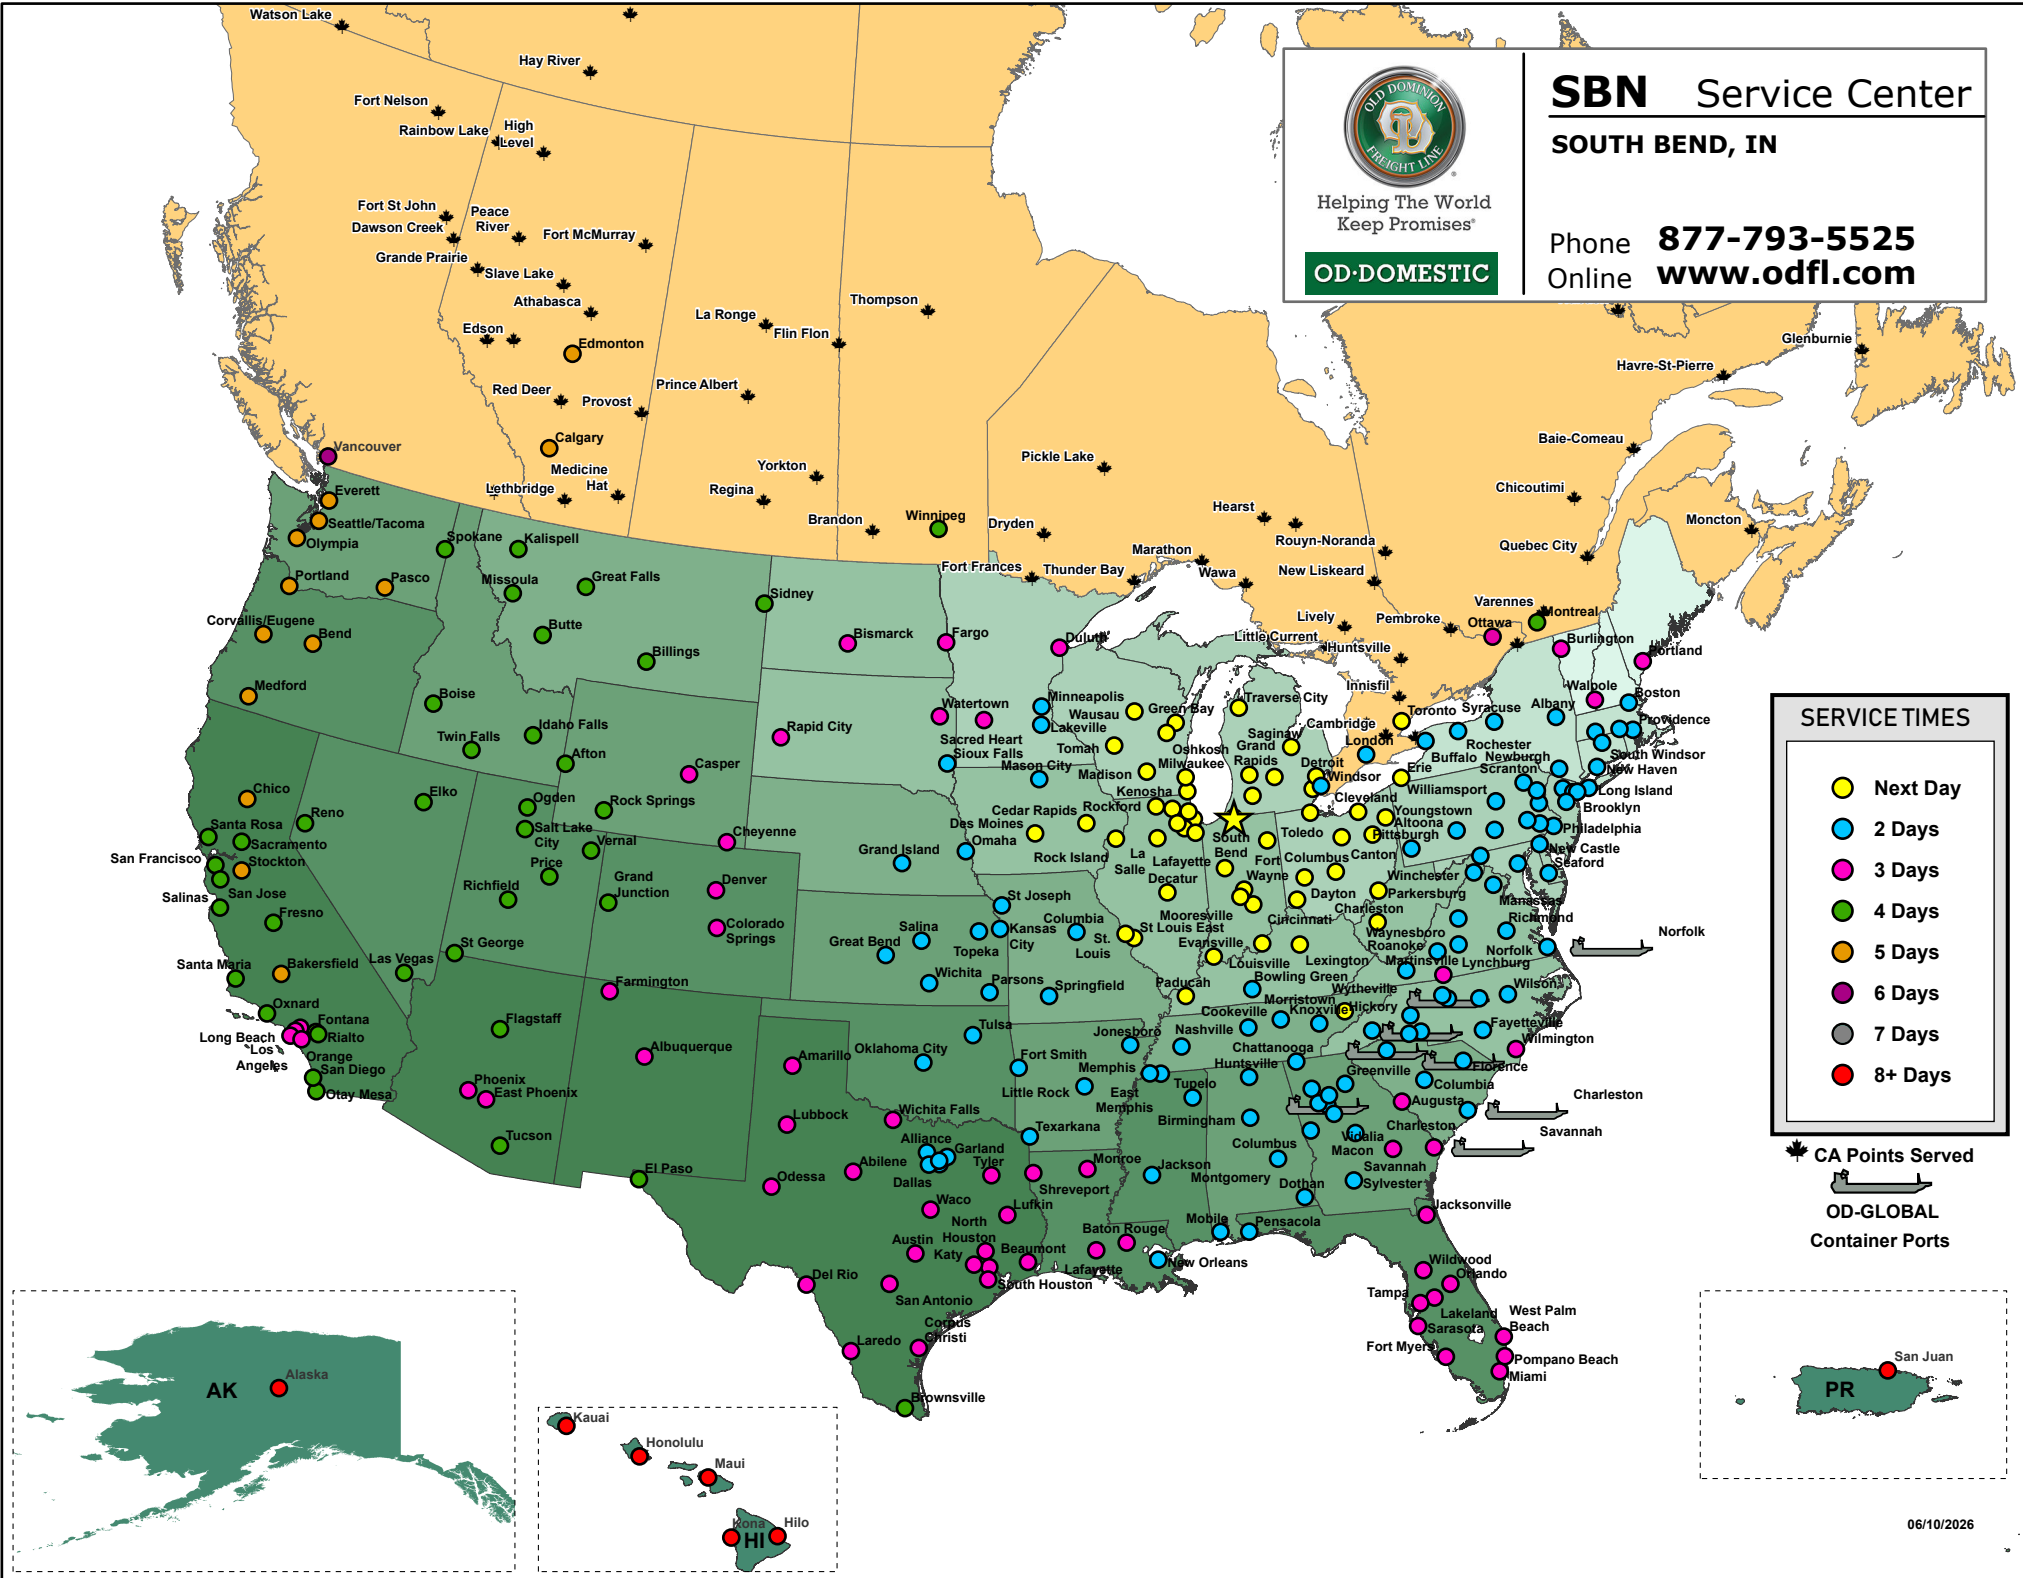 Watson Lake
Hay River
Fort Nelson
Rainbow Lake
High
Level
Fort St John
Dawson Creek
Peace
River
Fort McMurray
Grande Prairie
Slave Lake
Athabasca
Edson
Edmonton
La Ronge
Flin Flon
Thompson
Red Deer
Provost
Prince Albert
Calgary
Vancouver
Medicine
Hat
Lethbridge
Yorkton
Regina
Brandon
Winnipeg
Dryden
Pickle Lake
Fort Frances
Thunder Bay
Marathon
Wawa
Hearst
Rouyn-Noranda
New Liskeard
Lively
Little Current
Huntsville
Pembroke
Innisfil
Varennes
Montreal
Ottawa
Toronto
Cambridge
London
Windsor
Glenburnie
Havre-St-Pierre
Baie-Comeau
Chicoutimi
Quebec City
Moncton
OLD DOMINION
FREIGHT LINE
Helping The World
Keep Promises®
OD·DOMESTIC
SBN Service Center
SOUTH BEND, IN
Phone 877-793-5525
Online www.odfl.com
Everett
Seattle/Tacoma
Olympia
Spokane
Kalispell
Portland
Pasco
Missoula
Great Falls
Sidney
Corvallis/Eugene
Bend
Butte
Billings
Bismarck
Fargo
Duluth
Medford
Boise
Idaho Falls
Twin Falls
Afton
Casper
Rapid City
Watertown
Sacred Heart
Sioux Falls
Minneapolis
Lakeville
Mason City
Wausau
Green Bay
Tomah
Oshkosh
Milwaukee
Madison
Kenosha
Traverse City
Saginaw
Grand
Rapids
Detroit
Chico
Reno
Elko
Ogden
Salt Lake
City
Rock Springs
Vernal
Cheyenne
Santa Rosa
Sacramento
San Francisco
Stockton
San Jose
Salinas
Fresno
Price
Richfield
Grand
Junction
Denver
Colorado
Springs
Grand Island
Omaha
Des Moines
Cedar Rapids
Rockford
Rock Island
La
Salle
Lafayette
South
Bend
Decatur
Fort
Wayne
Toledo
Cleveland
Columbus
Canton
Dayton
Mooresville
Cincinnati
Youngstown
Altoona
Pittsburgh
Erie
Buffalo
Rochester
Syracuse
Albany
Burlington
Portland
Walpole
Boston
Providence
South Windsor
New Haven
Newburgh
Scranton
Long Island
Brooklyn
Williamsport
Philadelphia
New Castle
Seaford
Winchester
Parkersburg
Charleston
Manassas
Richmond
Waynesboro
Roanoke
Norfolk
Lynchburg
Martinsville
Wytheville
Norfolk
Santa Maria
Bakersfield
Las Vegas
St George
Oxnard
Fontana
Rialto
Long Beach
Los
Angeles
Orange
San Diego
Otay Mesa
Farmington
Flagstaff
Albuquerque
Phoenix
East Phoenix
Tucson
El Paso
St Joseph
Kansas
City
Salina
Topeka
Great Bend
Wichita
Parsons
Columbia
St.
Louis
St Louis East
Springfield
Evansville
Louisville
Lexington
Bowling Green
Paducah
Tulsa
Oklahoma City
Amarillo
Lubbock
Wichita Falls
Fort Smith
Little Rock
Jonesboro
Memphis
East
Memphis
Nashville
Cookeville
Morristown
Knoxville
Hickory
Chattanooga
Huntsville
Tupelo
Birmingham
Greenville
Wilson
Fayetteville
Wilmington
Florence
Columbia
Augusta
Charleston
Charleston
Savannah
Savannah
Vidalia
Macon
Columbus
Sylvester
Montgomery
Dothan
Texarkana
Alliance
Garland
Dallas
Abilene
Tyler
Odessa
Waco
Lufkin
Shreveport
Monroe
Jackson
Mobile
Pensacola
Jacksonville
North
Houston
Katy
Austin
Beaumont
South Houston
San Antonio
Del Rio
Baton Rouge
Lafayette
New Orleans
Laredo
Corpus
Christi
Brownsville
Wildwood
Orlando
Tampa
Lakeland
Sarasota
West Palm
Beach
Fort Myers
Pompano Beach
Miami
SERVICE TIMES
Next Day
2 Days
3 Days
4 Days
5 Days
6 Days
7 Days
8+ Days
CA Points Served
OD-GLOBAL
Container Ports
AK
Alaska
Kauai
Honolulu
Maui
Kona
Hilo
HI
San Juan
PR
06/10/2026